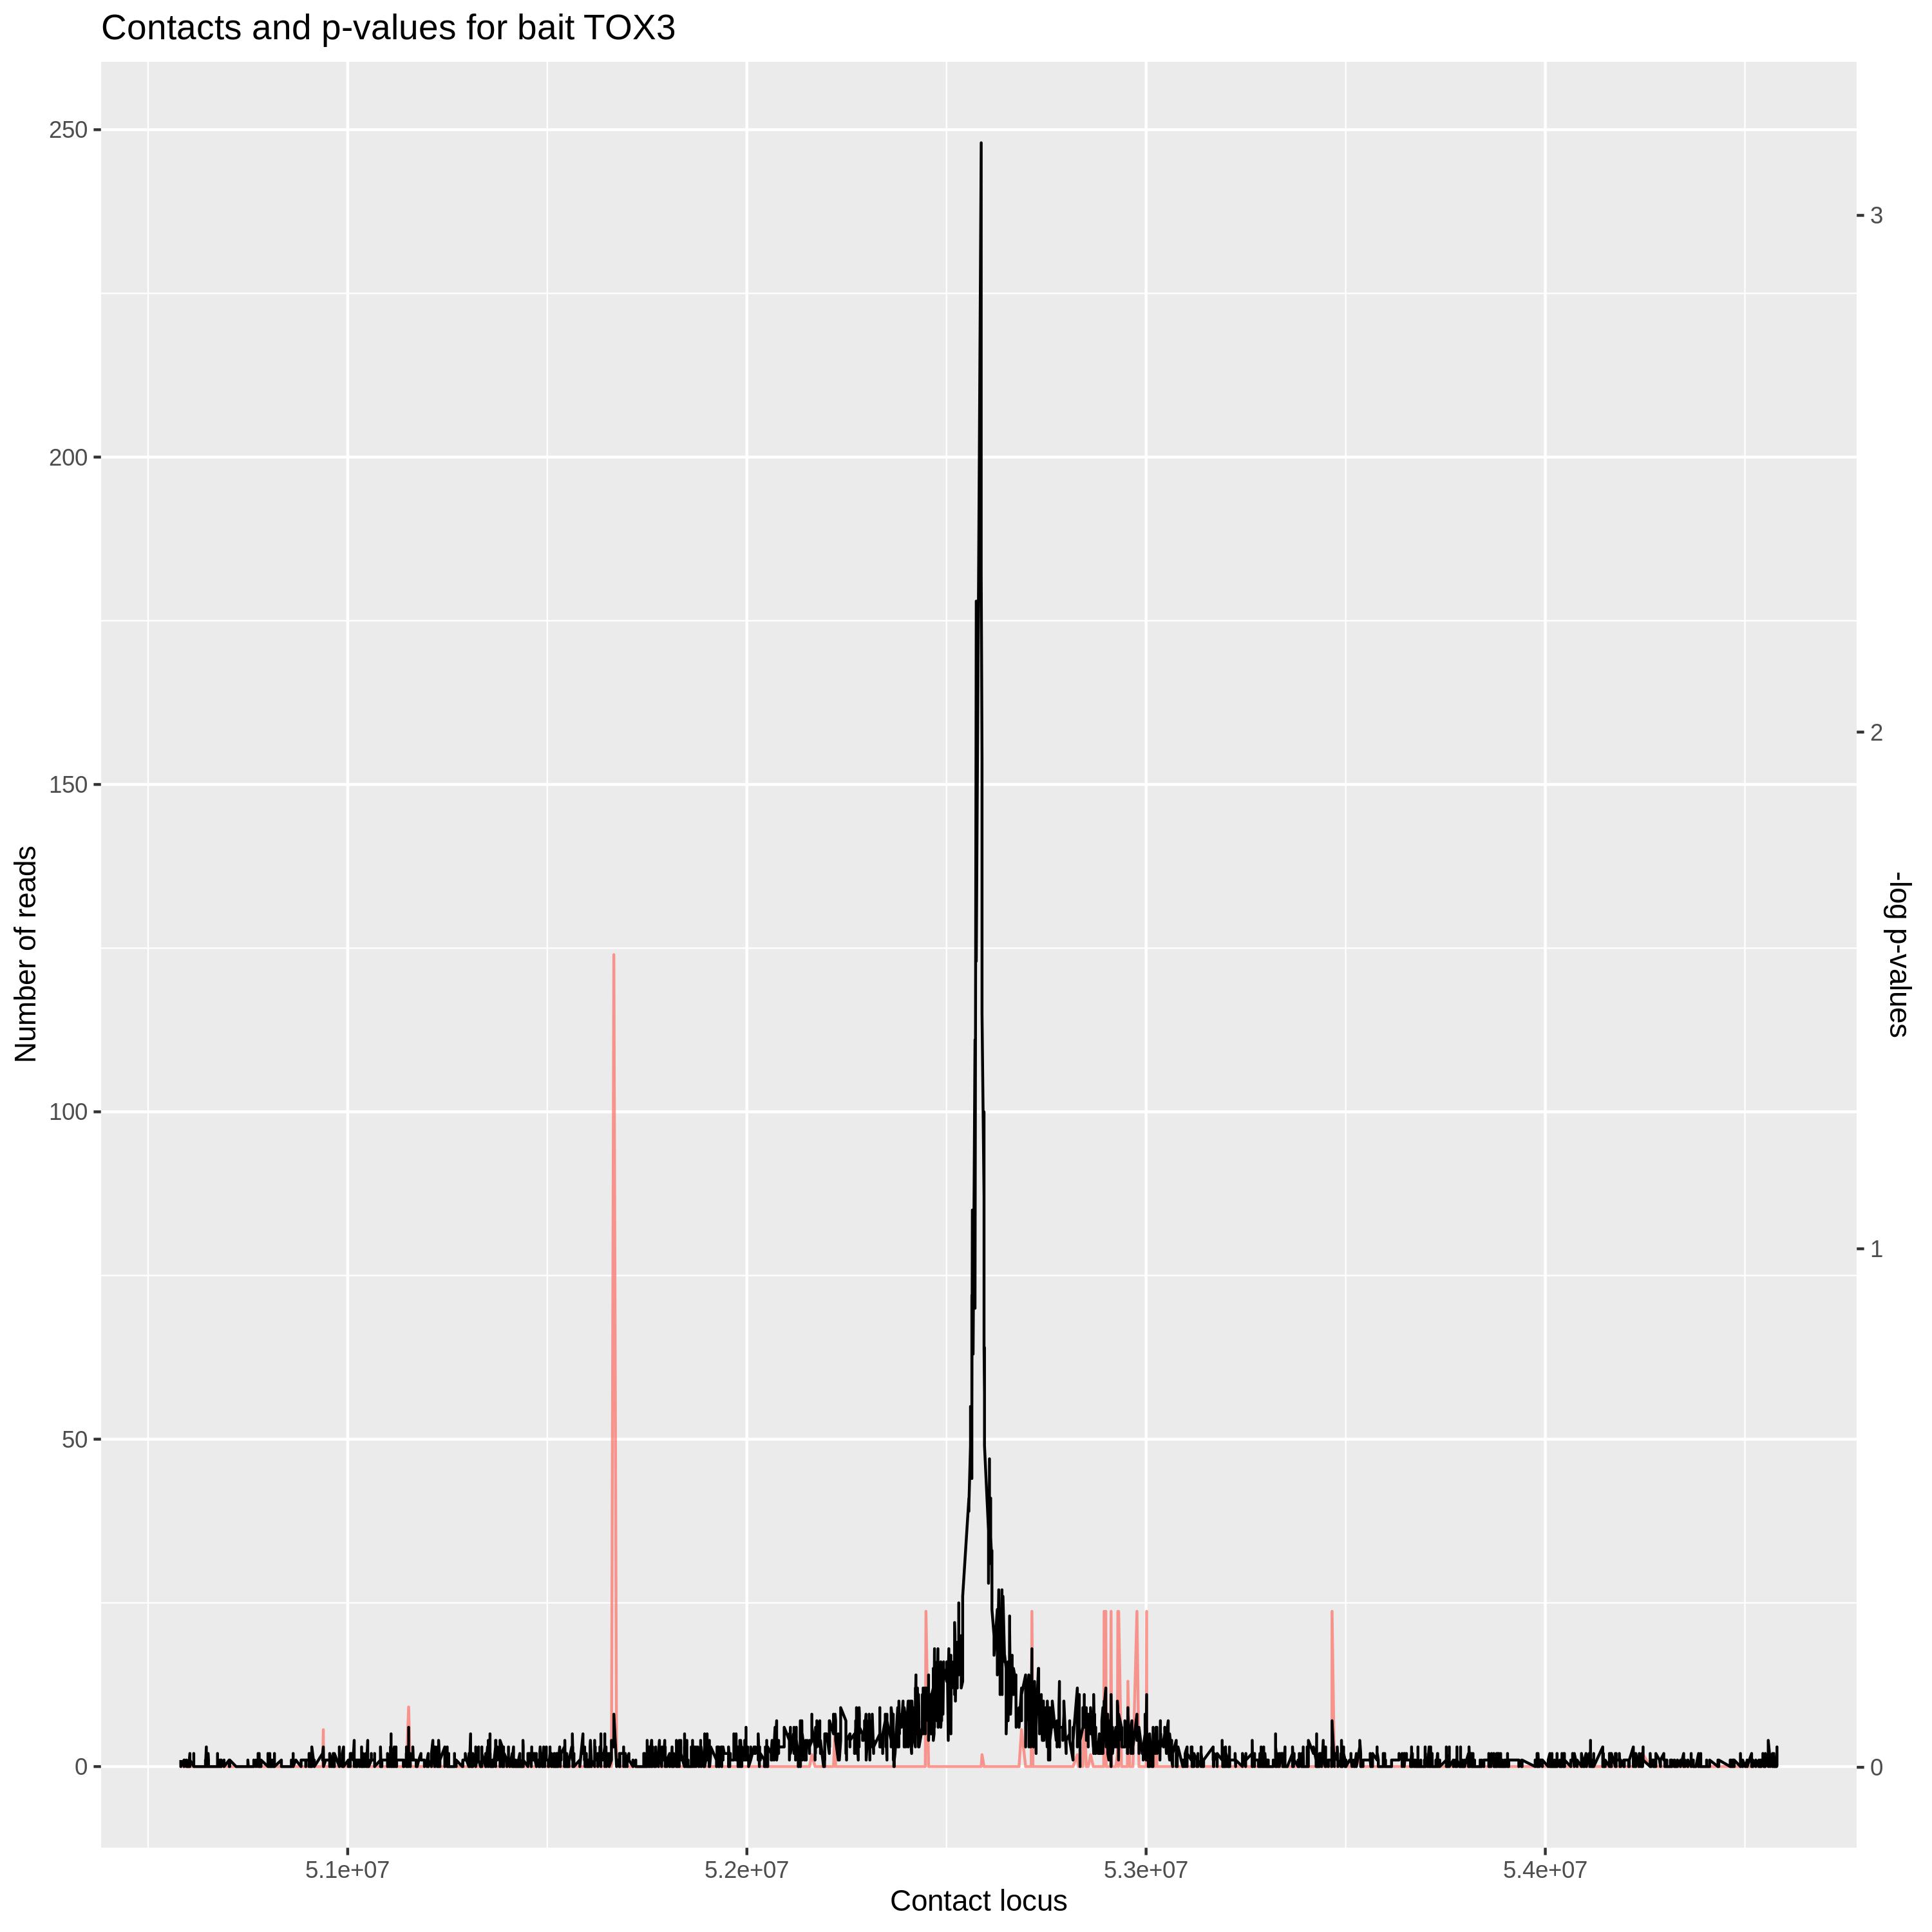 Contacts and p-values for bait TOX3
250
200
150
100
50
0
Number of reads
3
2
1
0
-log p-values
5.1e+07 5.2e+07 5.3e+07 5.4e+07
Contact locus